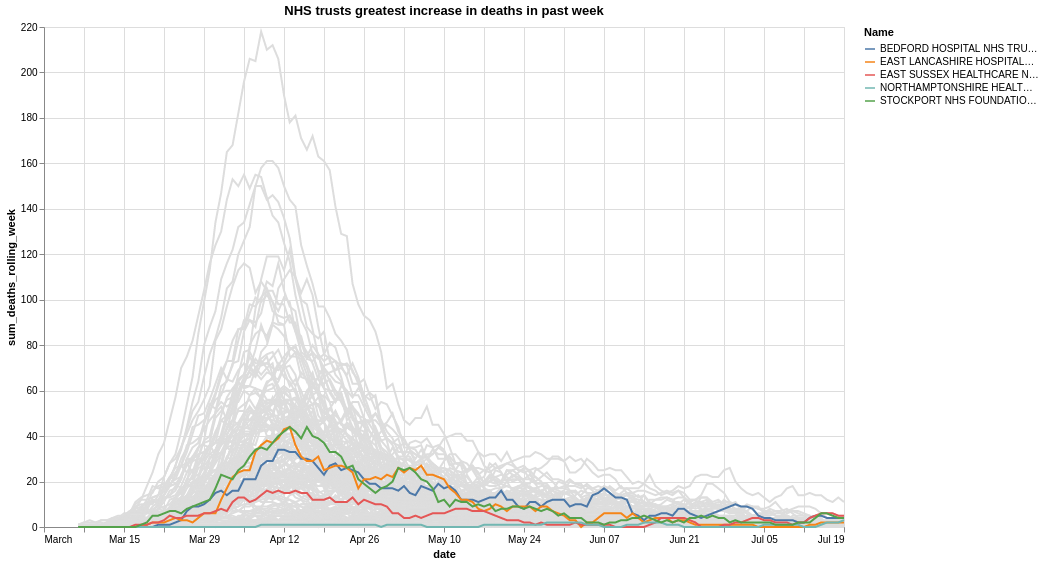 NHS trusts greatest increase in deaths in past week
220
200
180
160
140
120
100
80
60
40
20
0
sum_deaths_rolling_week
March
Mar 15
Mar 29
Apr 12
Apr 26
May 10
May 24
Jun 07
Jun 21
Jul 05
Jul 19
date
Name
BEDFORD HOSPITAL NHS TRU…
EAST LANCASHIRE HOSPITAL…
EAST SUSSEX HEALTHCARE N…
NORTHAMPTONSHIRE HEALT…
STOCKPORT NHS FOUNDATIO…